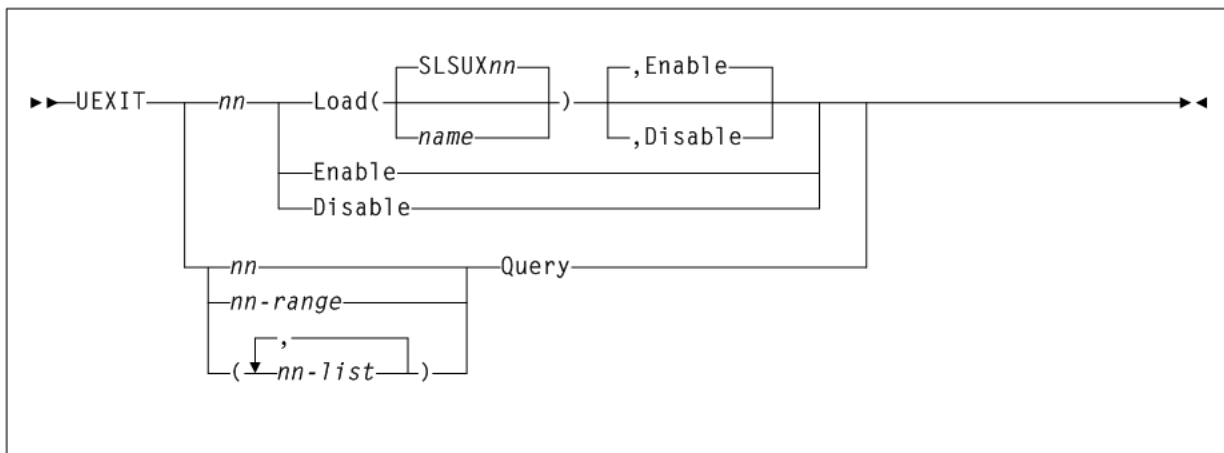 SLSUXnn ,Enable
UEXIT nn Load( )
name ,Disable
Enable
Disable
nn Query
nn-range
,
( nn-list )